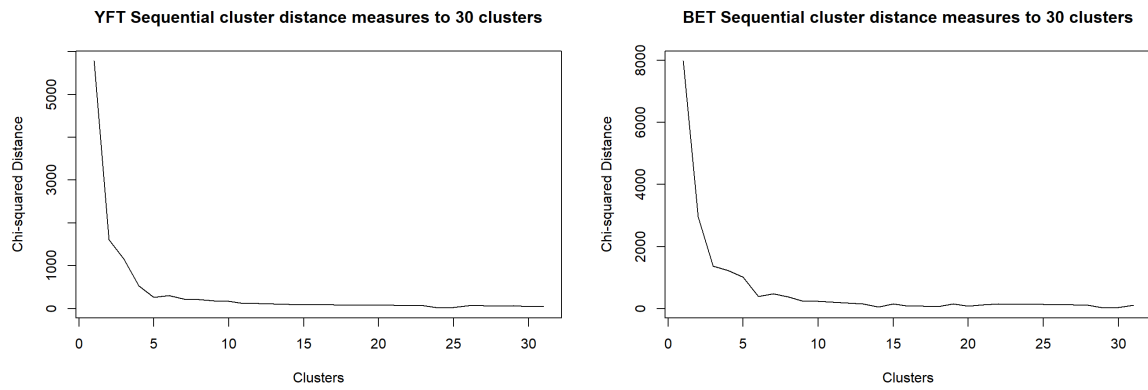 YFT Sequential cluster distance measures to 30 clusters
Chi-squared Distance
5000
3000
1000
0
0 5 10 15 20 25 30
Clusters
BET Sequential cluster distance measures to 30 clusters
Chi-squared Distance
8000
6000
4000
2000
0
0 5 10 15 20 25 30
Clusters